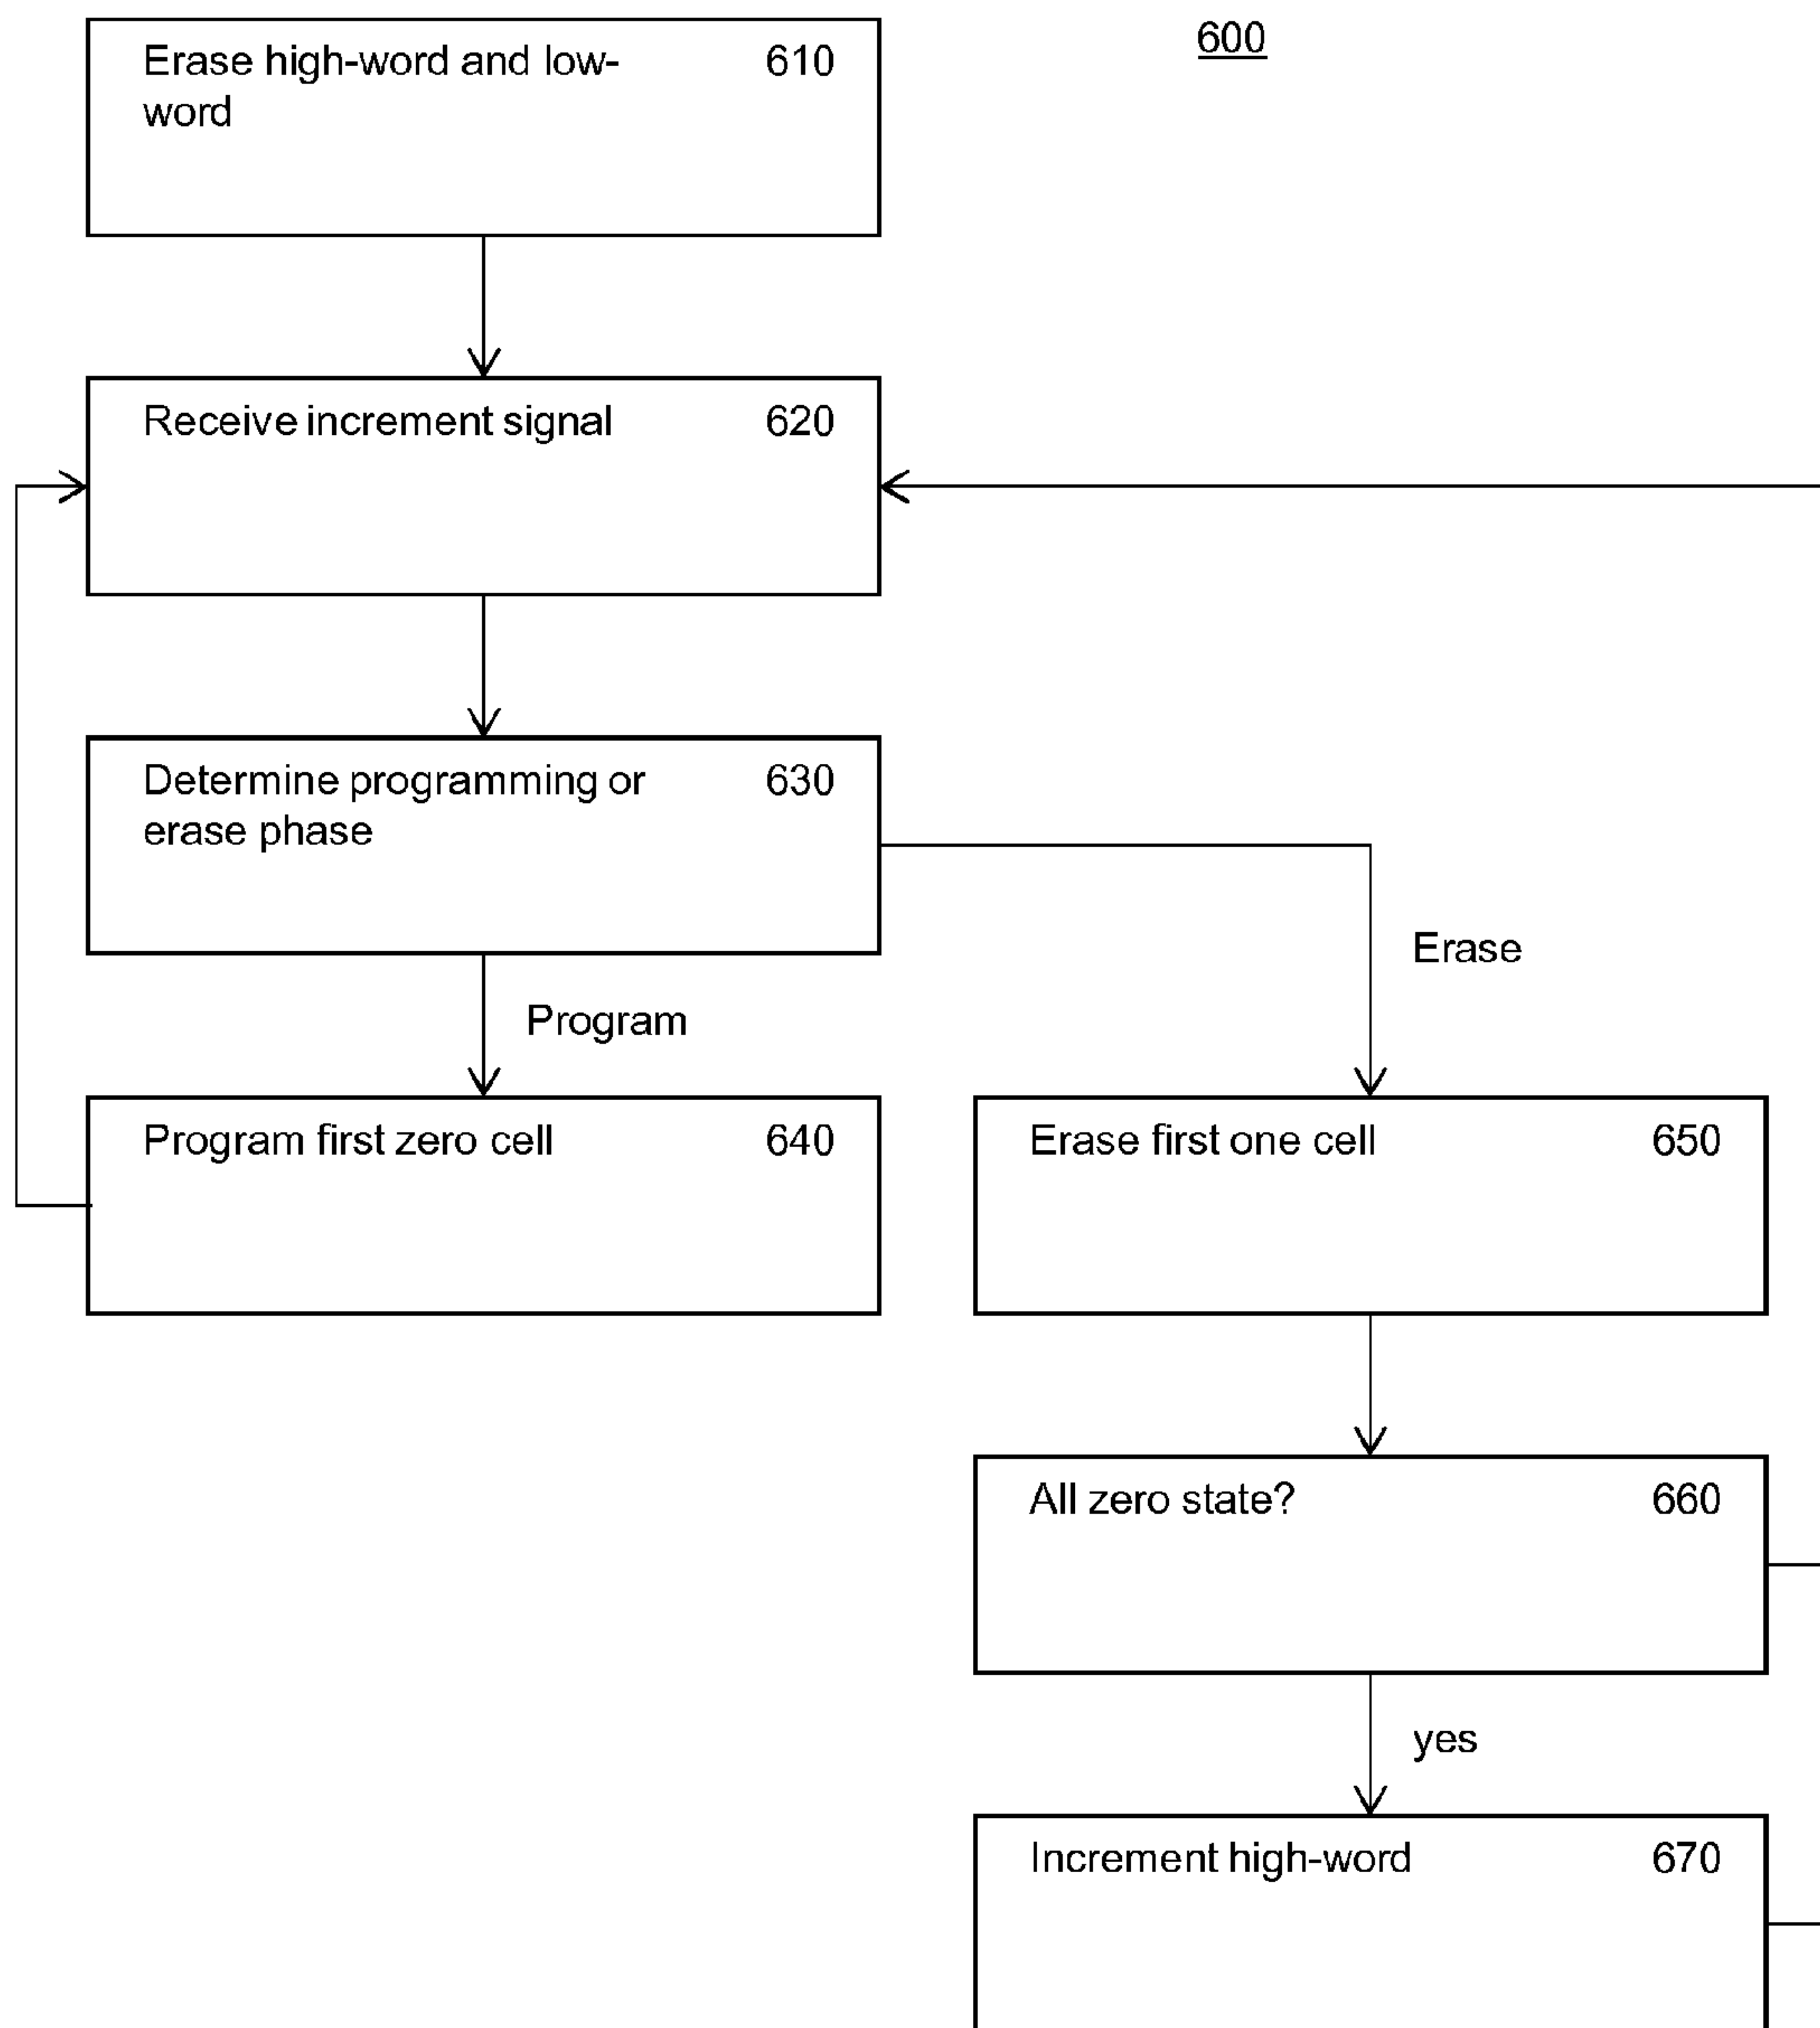 600
Erase high-word and low-
word
610
Receive increment signal
620
Determine programming or
erase phase
630
Erase
Program
Program first zero cell
640
Erase first one cell
650
All zero state?
660
yes
Increment high-word
670